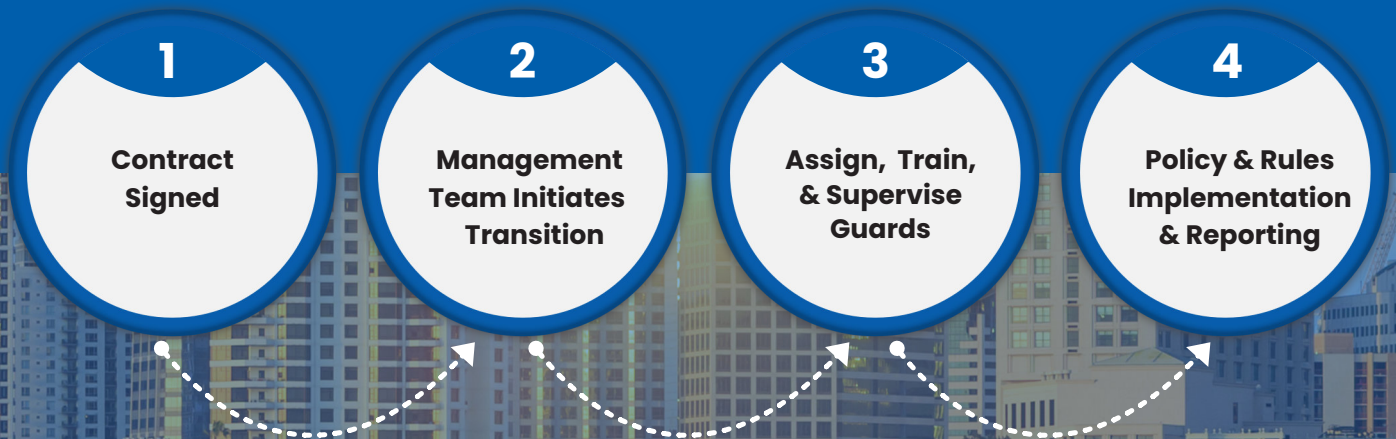 1
Contract
Signed
2
Management
Team Initiates
Transition
3
Assign, Train,
& Supervise
Guards
4
Policy & Rules
Implementation
& Reporting